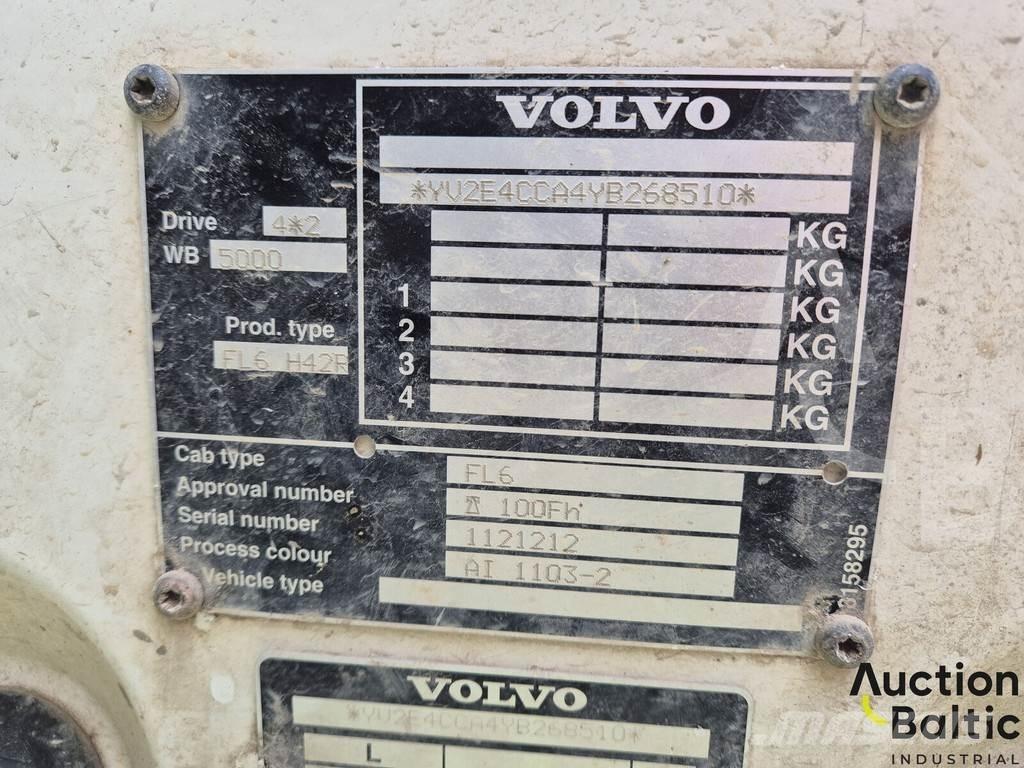 VOLVO
*YV2E4CCA4YB268510*
Drive 4*2
WB 5000
KG
KG
1 KG
2 KG
3 KG
4 KG
Prod. type
FL6 H42R
Cab type FL6
Approval number 100Fh
Serial number 1121212
Process colour AI 1103-2
Vehicle type
8158295
VOLVO
*YV2E4CCA4YB268510*
L
Auction
Baltic
INDUSTRIAL